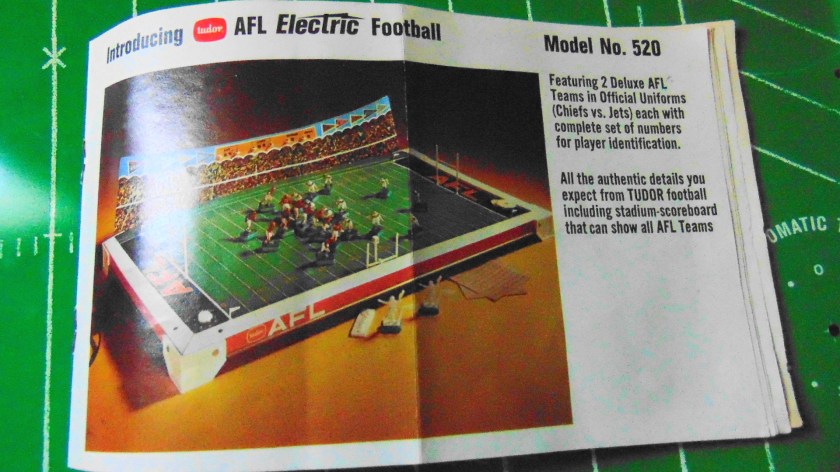 Introducing tudor AFL Electric Football
Model No. 520
Featuring 2 Deluxe AFL
Teams in Official Uniforms
(Chiefs vs. Jets) each with
complete set of numbers
for player identification.
All the authentic details you
expect from TUDOR football
including stadium-scoreboard
that can show all AFL Teams
AFL
tudor AFL
OMATIC